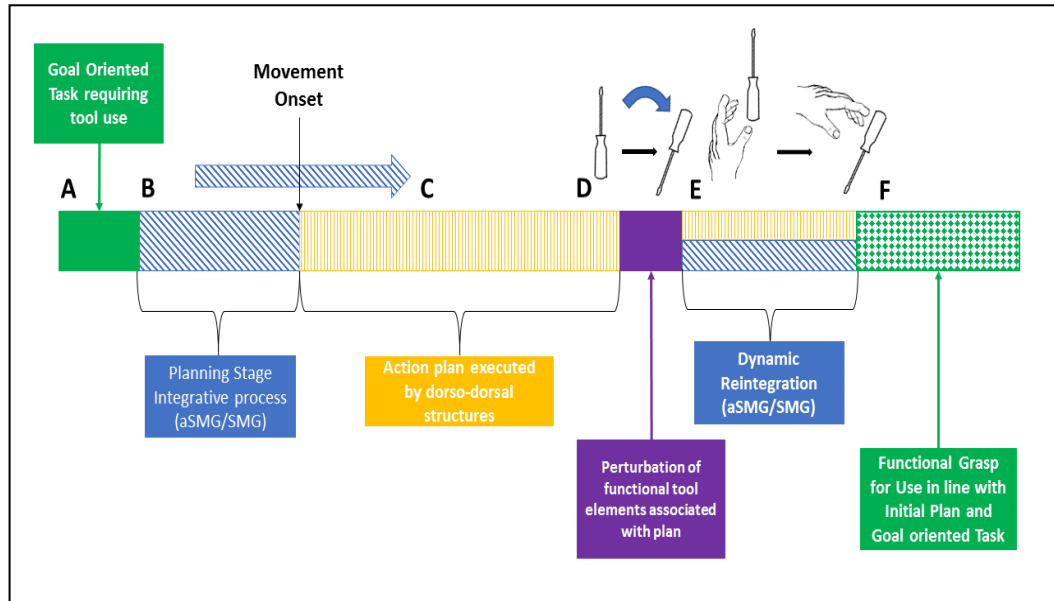 Goal Oriented
Task requiring
tool use
Movement
Onset
A
B
C
D
E
F
Planning Stage
Integrative process
(aSMG/SMG)
Action plan executed
by dorso-dorsal
structures
Dynamic
Reintegration
(aSMG/SMG)
Perturbation of
functional tool
elements associated
with plan
Functional Grasp
for Use in line with
Initial Plan and
Goal oriented Task